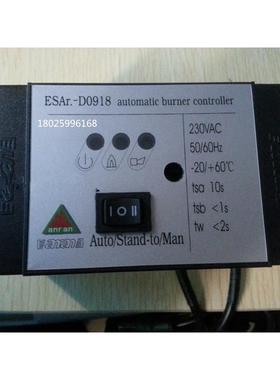 ESAr.-D0918 automatic burner controller
18025996168
230VAC
50/60Hz
-20/+60℃
tsa 10s
tsb <1s
tw <2s
I O II
anran
Auto/Stand-to/Man